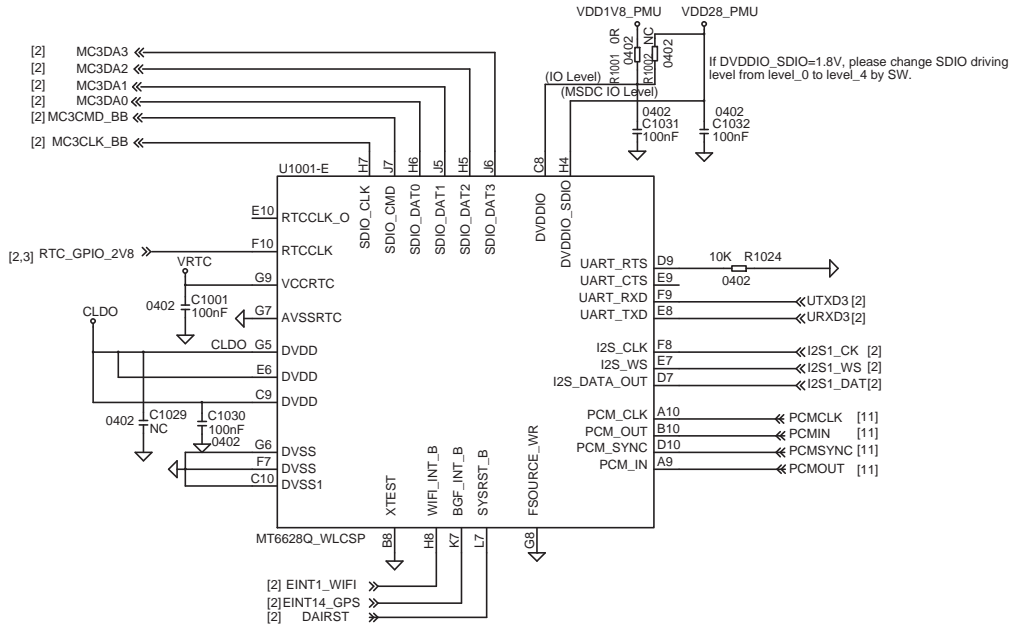 VDD1V8_PMU VDD28_PMU
R1001 0R
0402
R1002 NC
0402
If DVDDIO_SDIO=1.8V, please change SDIO driving
level from level_0 to level_4 by SW.
[2] MC3DA3
[2] MC3DA2
[2] MC3DA1
[2] MC3DA0
[2] MC3CMD_BB
[2] MC3CLK_BB
(IO Level)
(MSDC IO Level)
0402
C1031
100nF
0402
C1032
100nF
U1001-E
H7 J7 H6 J5 H5 J6 C8 H4
SDIO_CLK
SDIO_CMD
SDIO_DAT0
SDIO_DAT1
SDIO_DAT2
SDIO_DAT3
DVDDIO
DVDDIO_SDIO
E10 RTCCLK_O
[2,3] RTC_GPIO_2V8
F10 RTCCLK
VRTC
G9 VCCRTC
0402 C1001
100nF
G7 AVSSRTC
CLDO
CLDO G5 DVDD
E6 DVDD
C9 DVDD
0402 C1029
NC
C1030
100nF
0402
G6 DVSS
F7 DVSS
C10 DVSS1
UART_RTS D9 10K R1024
0402
UART_CTS E9
UART_RXD F9 UTXD3 [2]
UART_TXD E8 URXD3 [2]
I2S_CLK F8 I2S1_CK [2]
I2S_WS E7 I2S1_WS [2]
I2S_DATA_OUT D7 I2S1_DAT [2]
PCM_CLK A10 PCMCLK [11]
PCM_OUT B10 PCMIN [11]
PCM_SYNC D10 PCMSYNC [11]
PCM_IN A9 PCMOUT [11]
XTEST
WIFI_INT_B
BGF_INT_B
SYSRST_B
FSOURCE_WR
MT6628Q_WLCSP
B8 H8 K7 L7 G8
[2] EINT1_WIFI
[2] EINT14_GPS
[2] DAIRST